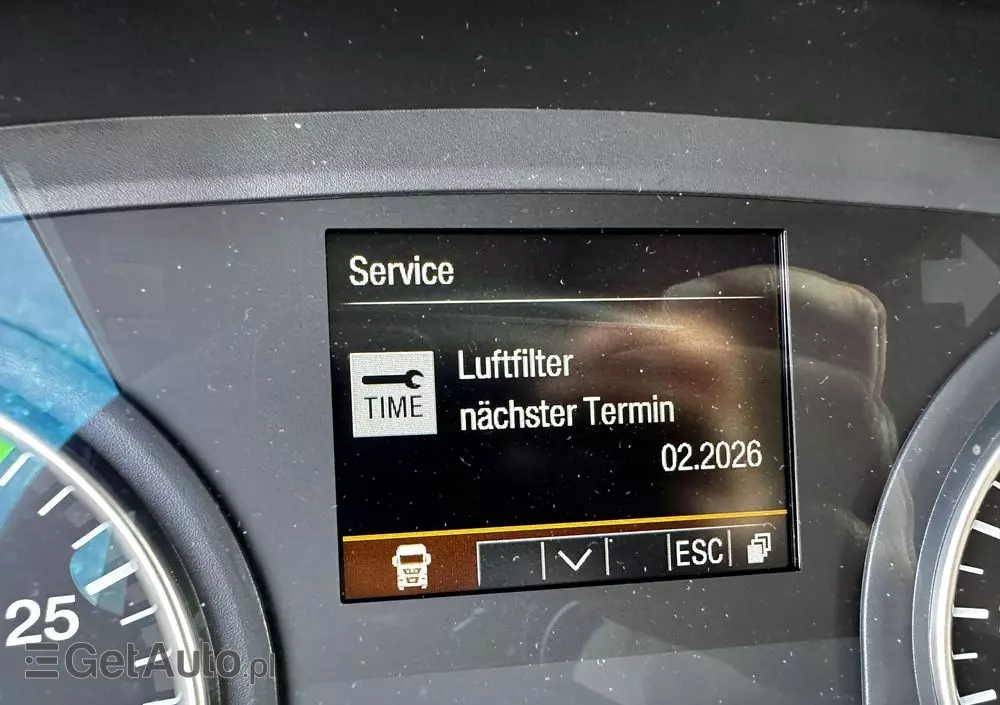 Service
TIME
Luftfilter
nächster Termin
02.2026
ESC
25
GetAuto.pl